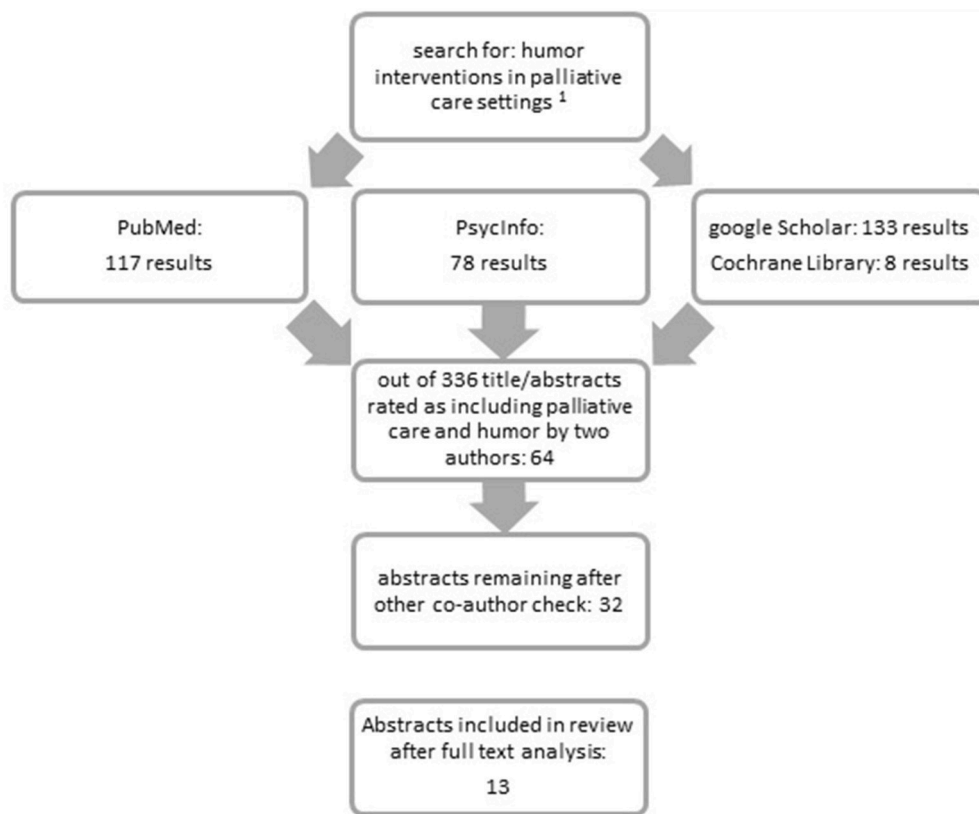 search for: humor
interventions in palliative
care settings 1
PubMed:
117 results
PsycInfo:
78 results
google Scholar: 133 results
Cochrane Library: 8 results
out of 336 title/abstracts
rated as including palliative
care and humor by two
authors: 64
abstracts remaining after
other co-author check: 32
Abstracts included in review
after full text analysis:
13